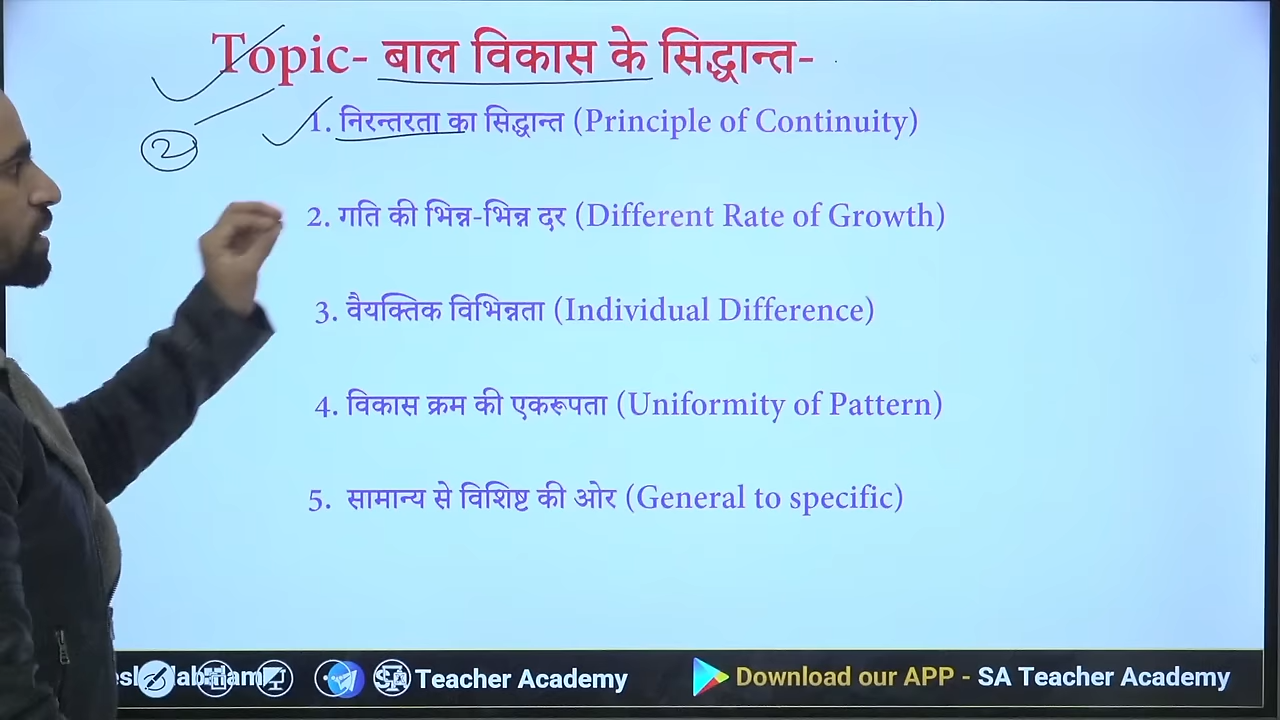 Topic- बाल विकास के सिद्धान्त-
1. निरन्तरता का सिद्धान्त (Principle of Continuity)
2
2. गति की भिन्न-भिन्न दर (Different Rate of Growth)
3. वैयक्तिक विभिन्नता (Individual Difference)
4. विकास क्रम की एकरूपता (Uniformity of Pattern)
5. सामान्य से विशिष्ट की ओर (General to specific)
SA Teacher Academy
Download our APP - SA Teacher Academy